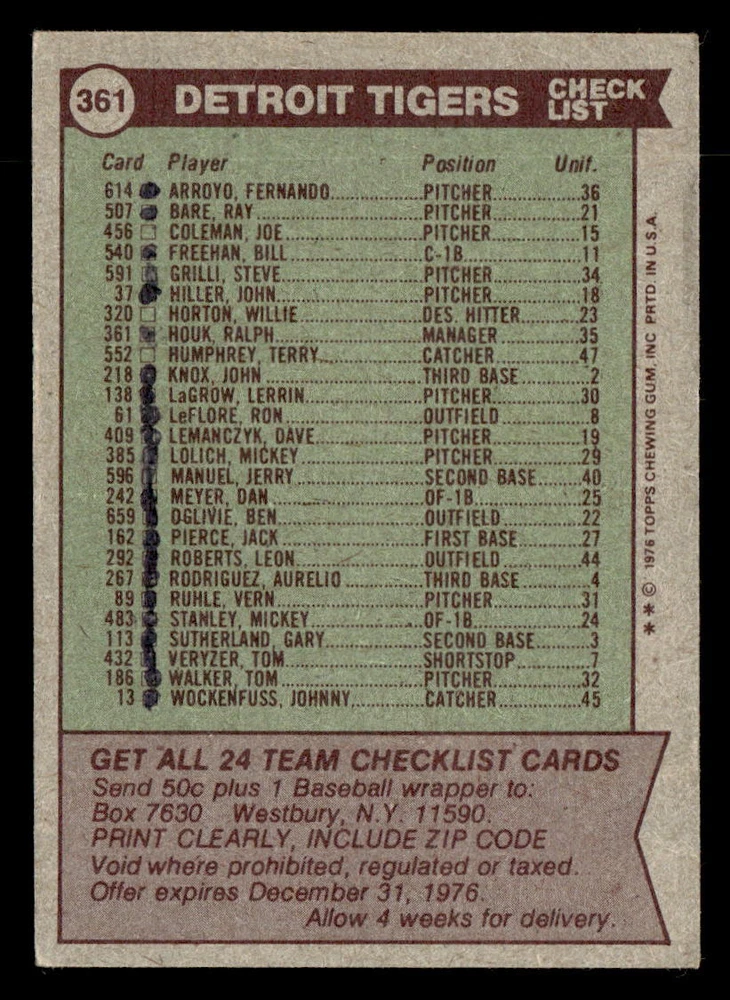 361 DETROIT TIGERS CHECK LIST
Card Player Position Unif.
614 ARROYO, FERNANDO PITCHER 36
507 BARE, RAY PITCHER 21
456 COLEMAN, JOE PITCHER 15
540 FREEHAN, BILL C-1B 11
591 GRILLI, STEVE PITCHER 34
37 HILLER, JOHN PITCHER 18
320 HORTON, WILLIE DES. HITTER 23
361 HOUK, RALPH MANAGER 35
552 HUMPHREY, TERRY CATCHER 47
218 KNOX, JOHN THIRD BASE 2
138 LaGROW, LERRIN PITCHER 30
61 LeFLORE, RON OUTFIELD 8
409 LEMANCZYK, DAVE PITCHER 19
385 LOLICH, MICKEY PITCHER 29
596 MANUEL, JERRY SECOND BASE 40
242 MEYER, DAN OF-1B 25
659 OGLIVIE, BEN OUTFIELD 22
162 PIERCE, JACK FIRST BASE 27
292 ROBERTS, LEON OUTFIELD 44
267 RODRIGUEZ, AURELIO THIRD BASE 4
89 RUHLE, VERN PITCHER 31
483 STANLEY, MICKEY OF-1B 24
113 SUTHERLAND, GARY SECOND BASE 3
432 VERYZER, TOM SHORTSTOP 7
186 WALKER, TOM PITCHER 32
13 WOCKENFUSS, JOHNNY CATCHER 45
GET ALL 24 TEAM CHECKLIST CARDS
Send 50c plus 1 Baseball wrapper to:
Box 7630 Westbury, N.Y. 11590.
PRINT CLEARLY, INCLUDE ZIP CODE
Void where prohibited, regulated or taxed.
Offer expires December 31, 1976.
Allow 4 weeks for delivery.
** © 1976 TOPPS CHEWING GUM, INC PRTD. IN U.S.A.